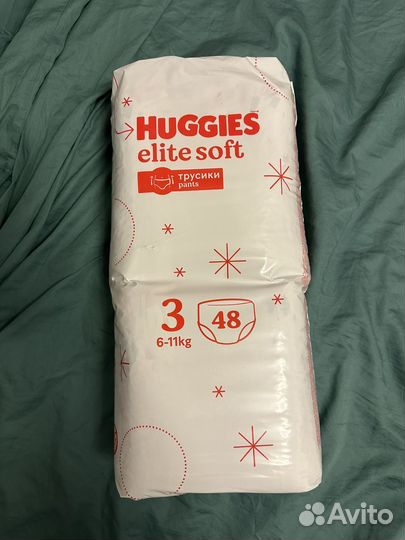 HUGGIES
elite soft
трусики
pants
3
48
6-11kg
Avito